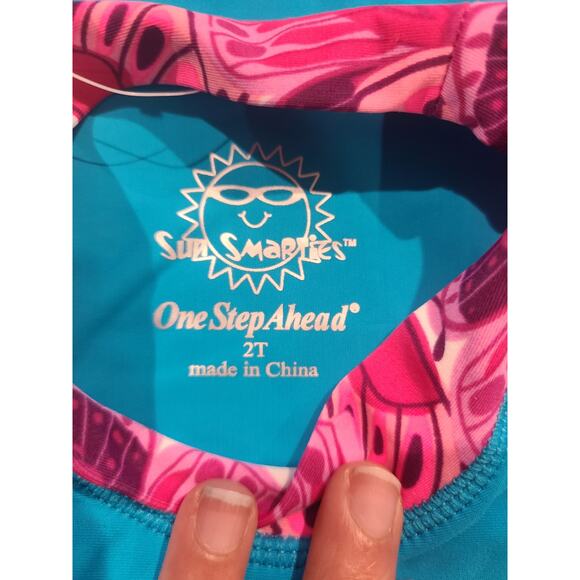 Sun Smarties™
One Step Ahead®
2T
made in China